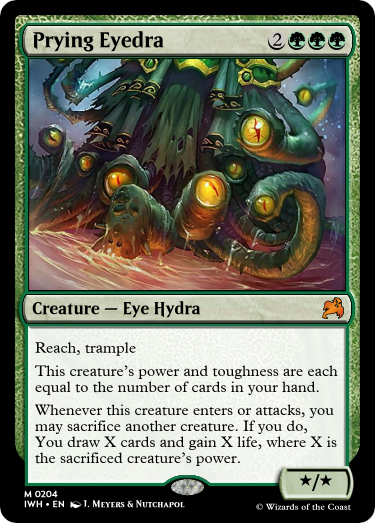 Prying Eyedra 2
Creature — Eye Hydra
Reach, trample
This creature's power and toughness are each
equal to the number of cards in your hand.
Whenever this creature enters or attacks, you
may sacrifice another creature. If you do,
You draw X cards and gain X life, where X is
the sacrificed creature's power.
*/*
M 0204
IWH • EN J. Meyers & Nutchapol
© Wizards of the Coast